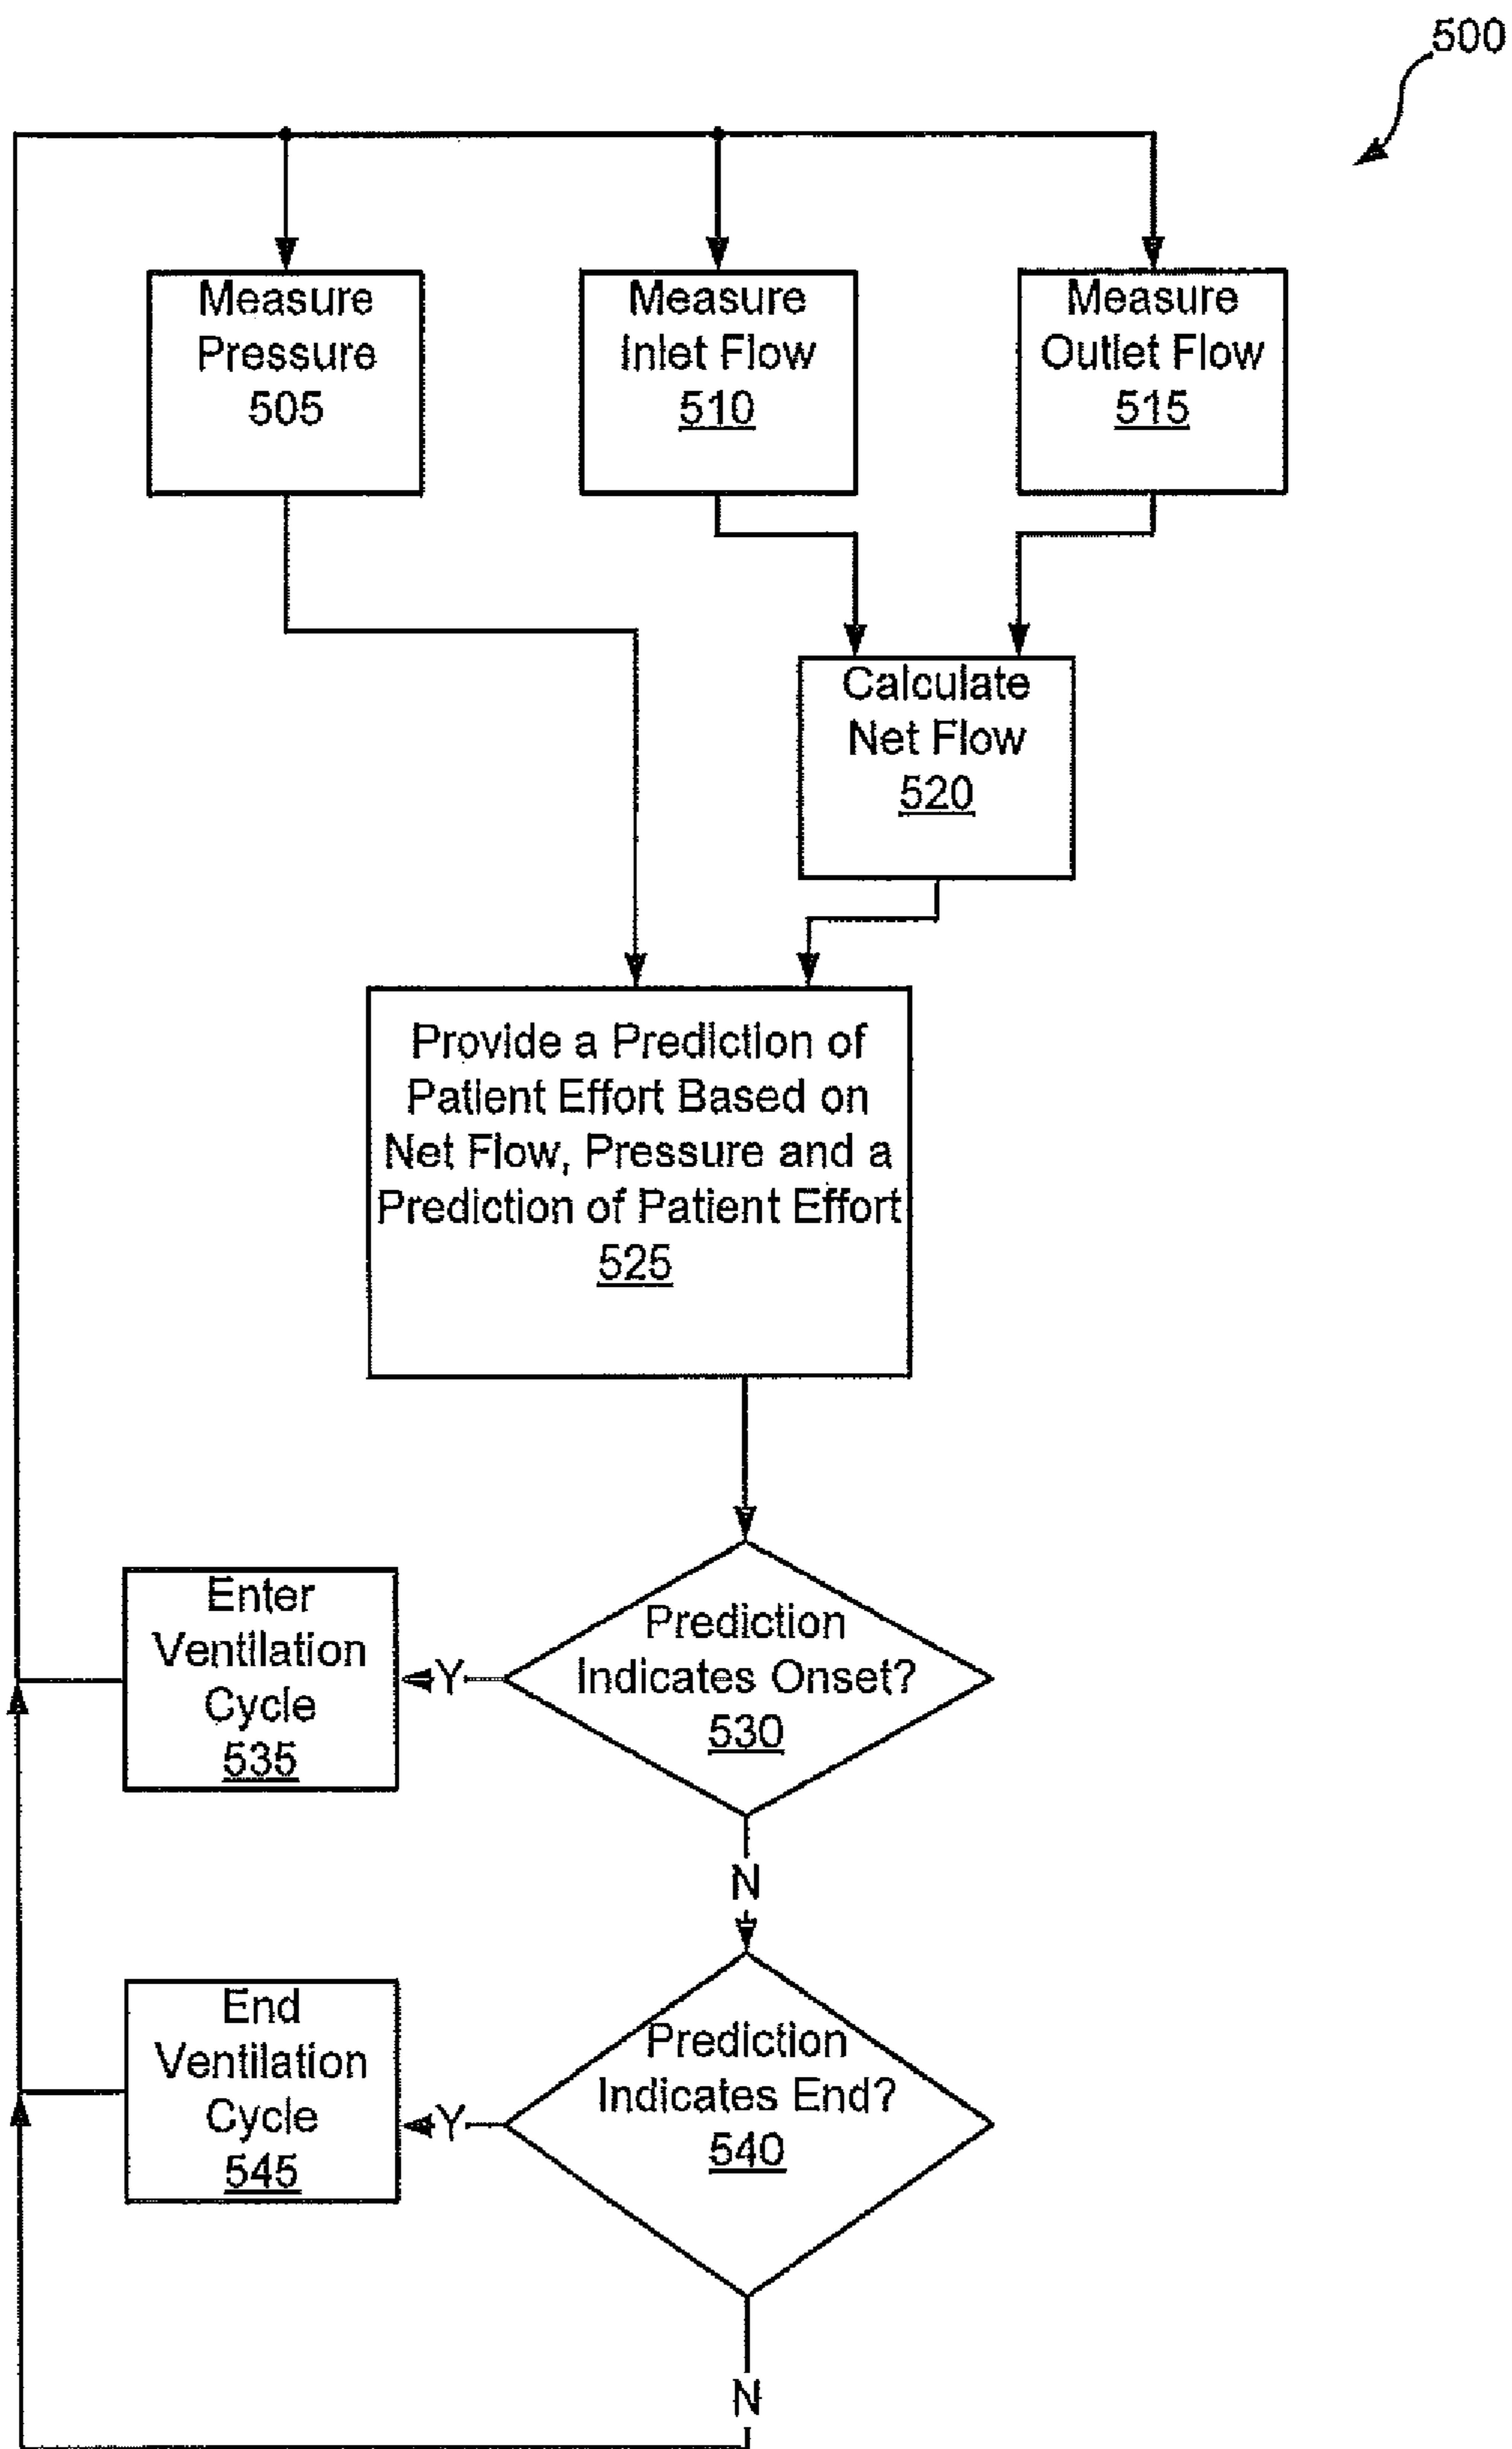 500
Measure
Pressure
505
Measure
Inlet Flow
510
Measure
Outlet Flow
515
Calculate
Net Flow
520
Provide a Prediction of
Patient Effort Based on
Net Flow, Pressure and a
Prediction of Patient Effort
525
Prediction
Indicates Onset?
530
Y
Enter
Ventilation
Cycle
535
N
Prediction
Indicates End?
540
Y
End
Ventilation
Cycle
545
N